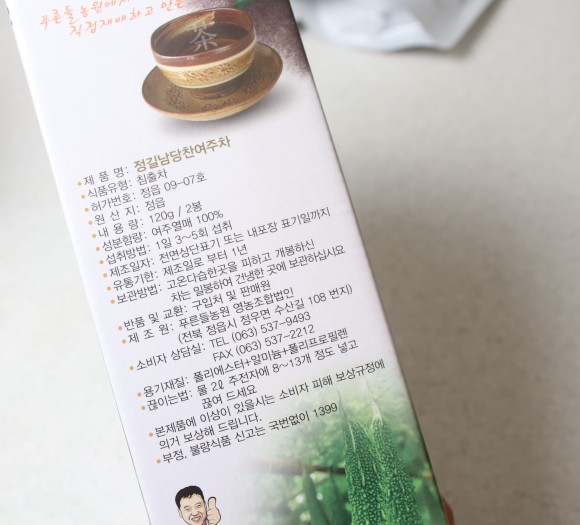 푸른들농원에서
직접재배하고 만든
茶
•제 품 명: 정길남당찬여주차
•식품유형: 침출차
•허가번호: 정읍 09-07호
•원 산 지: 정읍
•내 용 량: 120g / 2봉
•성분함량: 여주열매 100%
•섭취방법: 1일 3~5회 섭취
•제조일자: 전면상단표기 또는 내포장 표기일까지
•유통기한: 제조일로 부터 1년
•보관방법: 고온다습한곳을 피하고 개봉하신
차는 밀봉하여 건냉한 곳에 보관하십시요
•반품 및 교환: 구입처 및 판매원
•제 조 원: 푸른들농원 영농조합법인
(전북 정읍시 정우면 수산길 108 번지)
•소비자 상담실: TEL (063) 537-9493
FAX (063) 537-2212
•용기재질: 폴리에스터+알미늄+폴리프로필렌
•끊이는법: 물 2ℓ 주전자에 8~13개 정도 넣고
끊여 드세요
•본제품에 이상이 있을시는 소비자 피해 보상규정에
의거 보상해 드립니다.
•부정, 불량식품 신고는 국번없이 1399